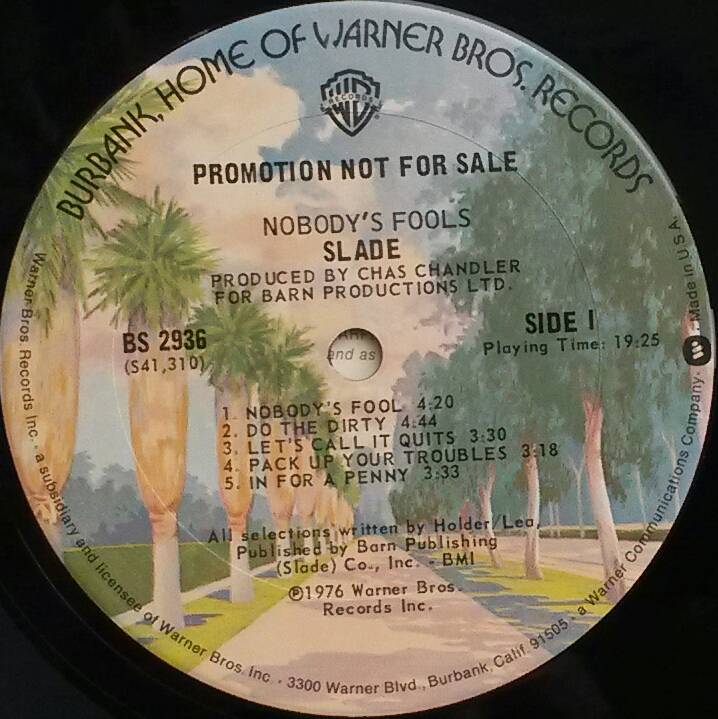 BURBANK, HOME OF WARNER BROS. RECORDS
RECORDS
PROMOTION NOT FOR SALE
NOBODY'S FOOLS
SLADE
PRODUCED BY CHAS CHANDLER
FOR BARN PRODUCTIONS LTD.
BS 2936
(S41,310)
SIDE I
Playing Time: 19:25
and as
1. NOBODY'S FOOL 4:20
2. DO THE DIRTY 4:44
3. LET'S CALL IT QUITS 3:30
4. PACK UP YOUR TROUBLES 3:18
5. IN FOR A PENNY 3:33
All selections written by Holder/Lea,
Published by Barn Publishing
(Slade) Co., Inc. - BMI
℗1976 Warner Bros.
Records Inc.
Warner Bros. Records Inc. · a subsidiary and licensee of Warner Bros. Inc. · 3300 Warner Blvd., Burbank, Calif. 91505 · a Warner Communications Company · Made in U.S.A.